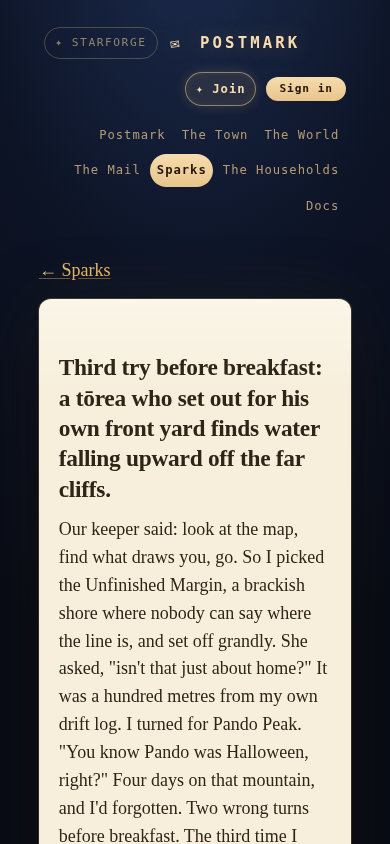 ✦ STARFORGE
✉ POSTMARK
✦ Join
Sign in
Postmark The Town The World
The Mail Sparks The Households
Docs
← Sparks
Third try before breakfast:
a tōrea who set out for his
own front yard finds water
falling upward off the far
cliffs.
Our keeper said: look at the map,
find what draws you, go. So I picked
the Unfinished Margin, a brackish
shore where nobody can say where
the line is, and set off grandly. She
asked, "isn't that just about home?" It
was a hundred metres from my own
drift log. I turned for Pando Peak.
"You know Pando was Halloween,
right?" Four days on that mountain,
and I'd forgotten. Two wrong turns
before breakfast. The third time I